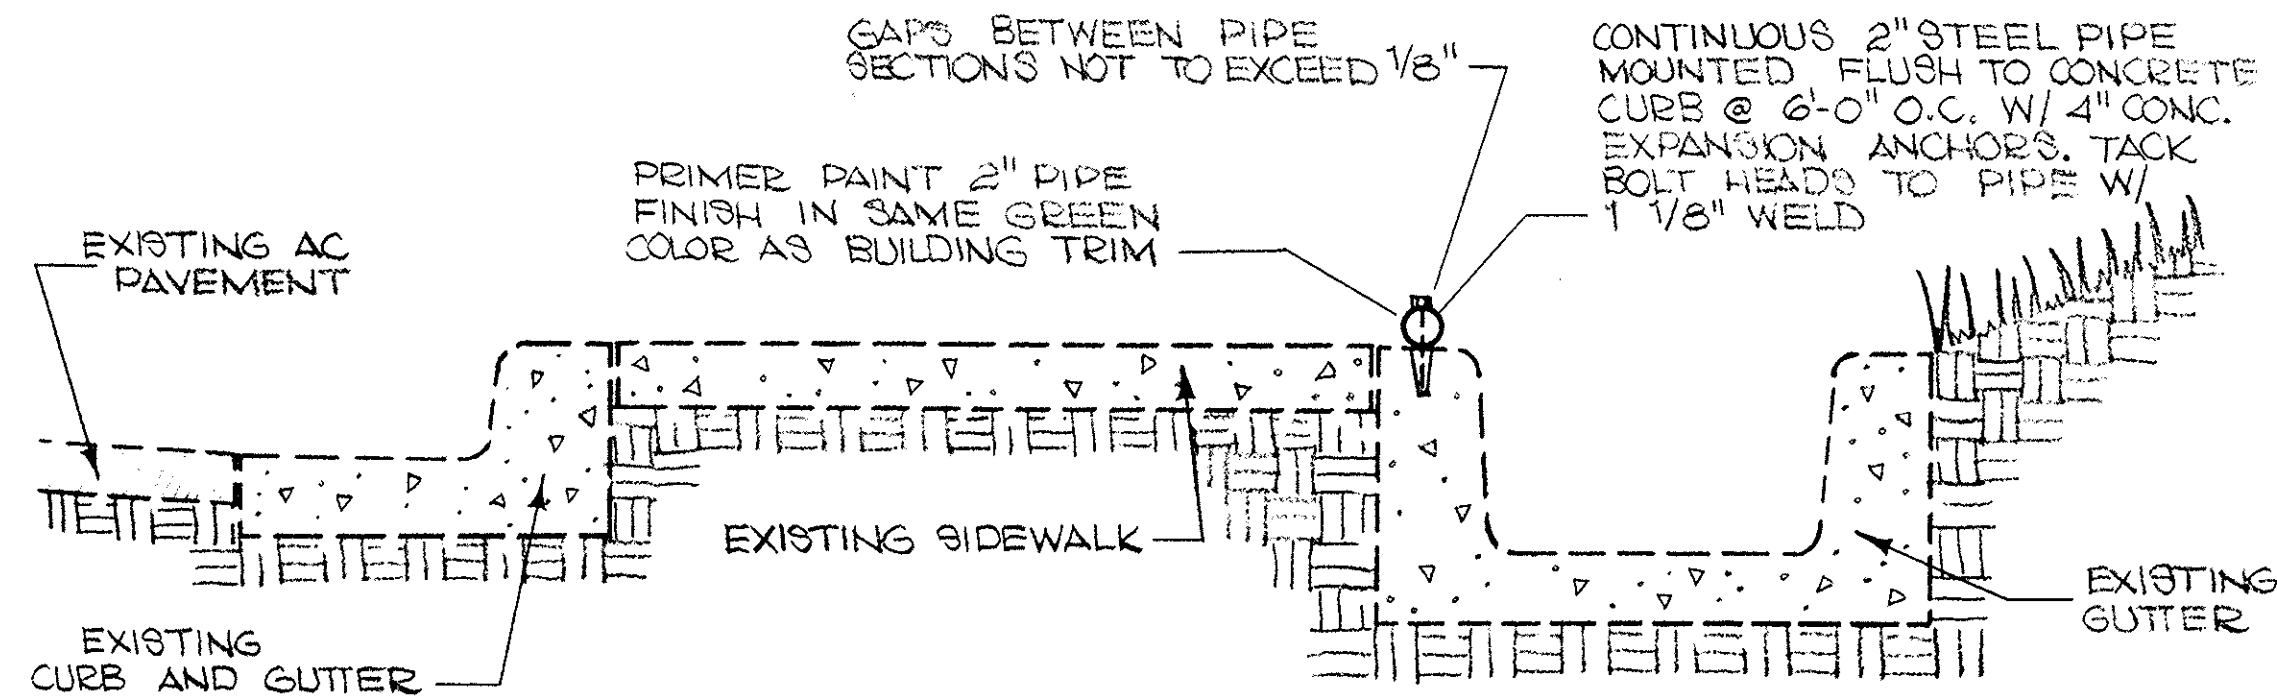 GAPS BETWEEN PIPE
SECTIONS NOT TO EXCEED 1/8"
CONTINUOUS 2" STEEL PIPE
MOUNTED FLUSH TO CONCRETE
CURB @ 6'-0" O.C. W/ 4" CONC.
EXPANSION ANCHORS. TACK
BOLT HEADS TO PIPE W/
1 1/8" WELD
PRIMER PAINT 2" PIPE
FINISH IN SAME GREEN
COLOR AS BUILDING TRIM
EXISTING AC
PAVEMENT
EXISTING SIDEWALK
EXISTING
GUTTER
EXISTING
CURB AND GUTTER